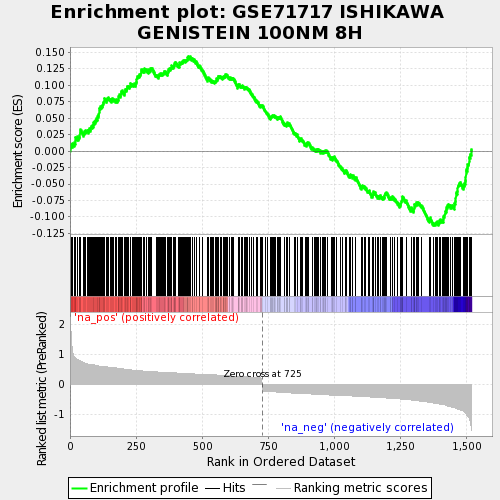 Enrichment plot: GSE71717 ISHIKAWA
GENISTEIN 100NM 8H
Enrichment score (ES)
0.150
0.125
0.100
0.075
0.050
0.025
0.000
-0.025
-0.050
-0.075
-0.100
-0.125
'na_pos' (positively correlated)
Ranked list metric (PreRanked)
2
1
0
-1
Zero cross at 725
'na_neg' (negatively correlated)
0
250
500
750
1,000
1,250
1,500
Rank in Ordered Dataset
Enrichment profile
Hits
Ranking metric scores